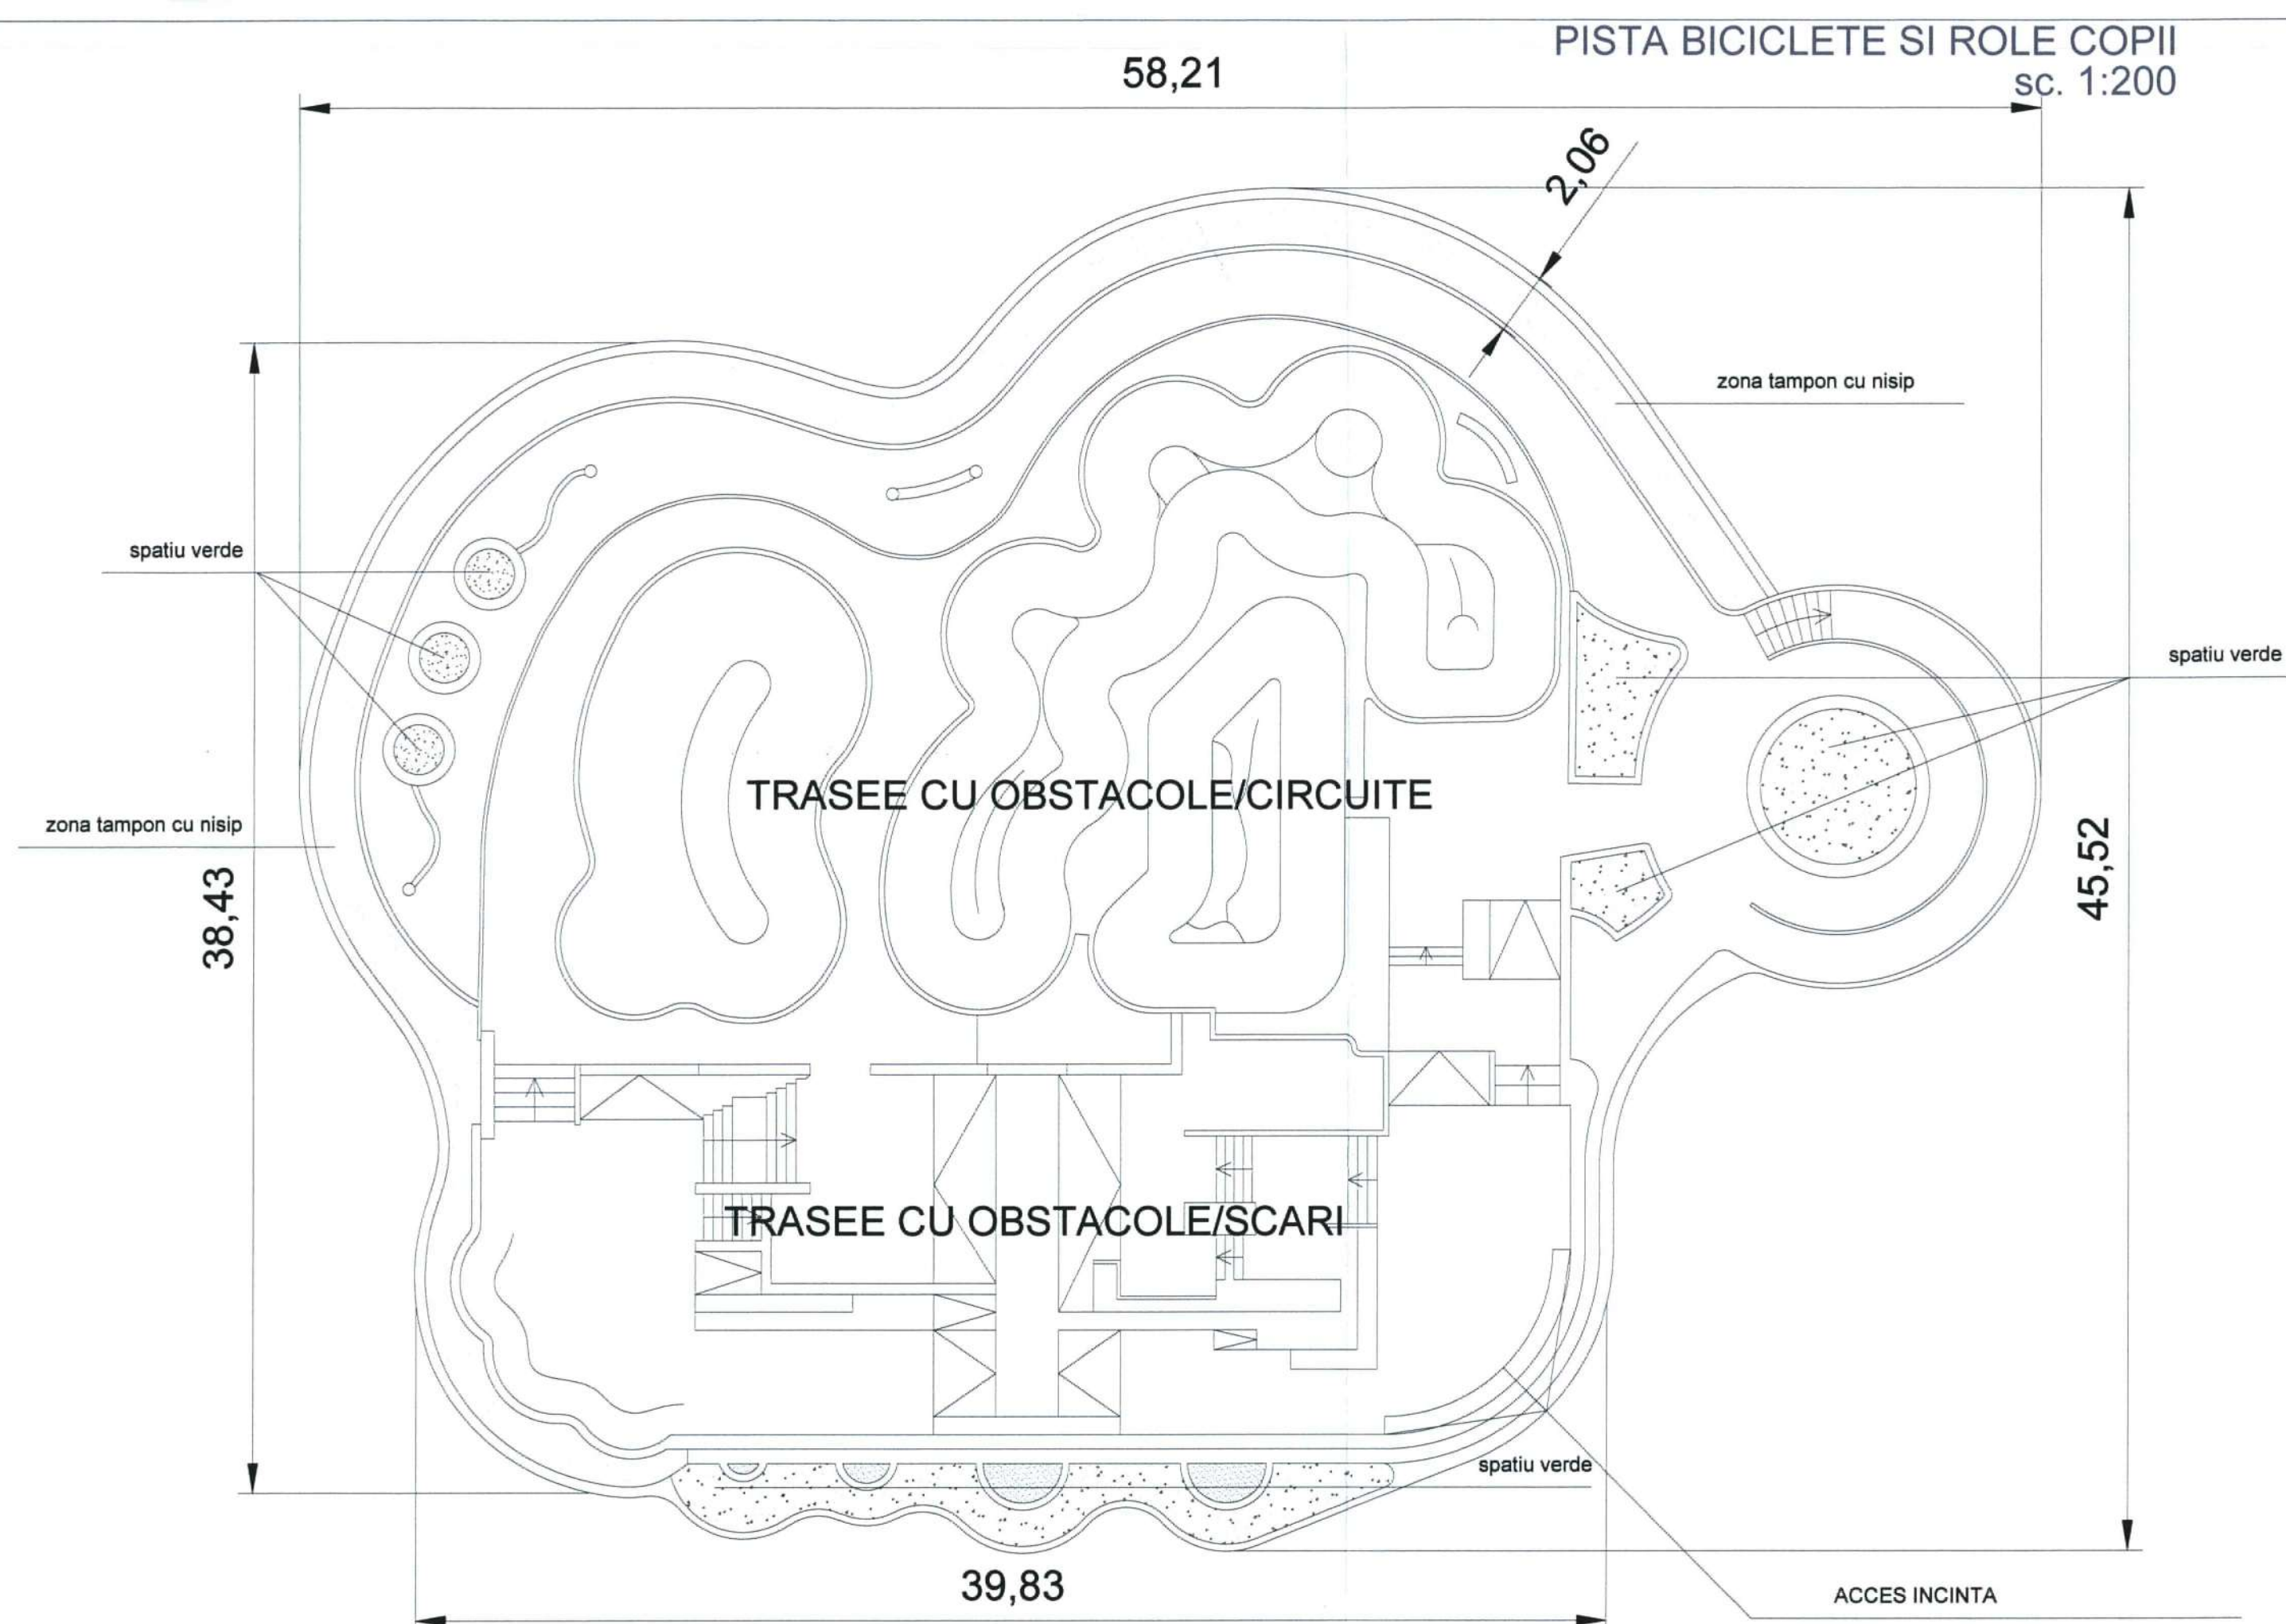 PISTA BICICLETE SI ROLE COPII
sc. 1:200
58,21
2,06
zona tampon cu nisip
spatiu verde
spatiu verde
TRASEE CU OBSTACOLE/CIRCUITE
zona tampon cu nisip
38,43
45,52
TRASEE CU OBSTACOLE/SCARI
spatiu verde
39,83
ACCES INCINTA